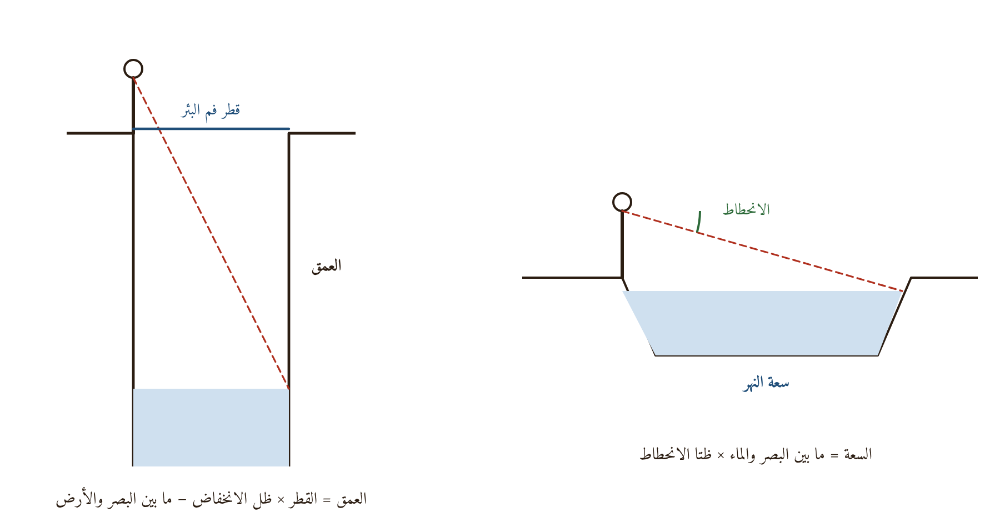 قطر فم البئر
العمق
العمق = القطر × ظل الانخفاض − ما بين البصر والأرض
الانحطاط
سعة النهر
السعة = ما بين البصر والماء × ظتا الانحطاط